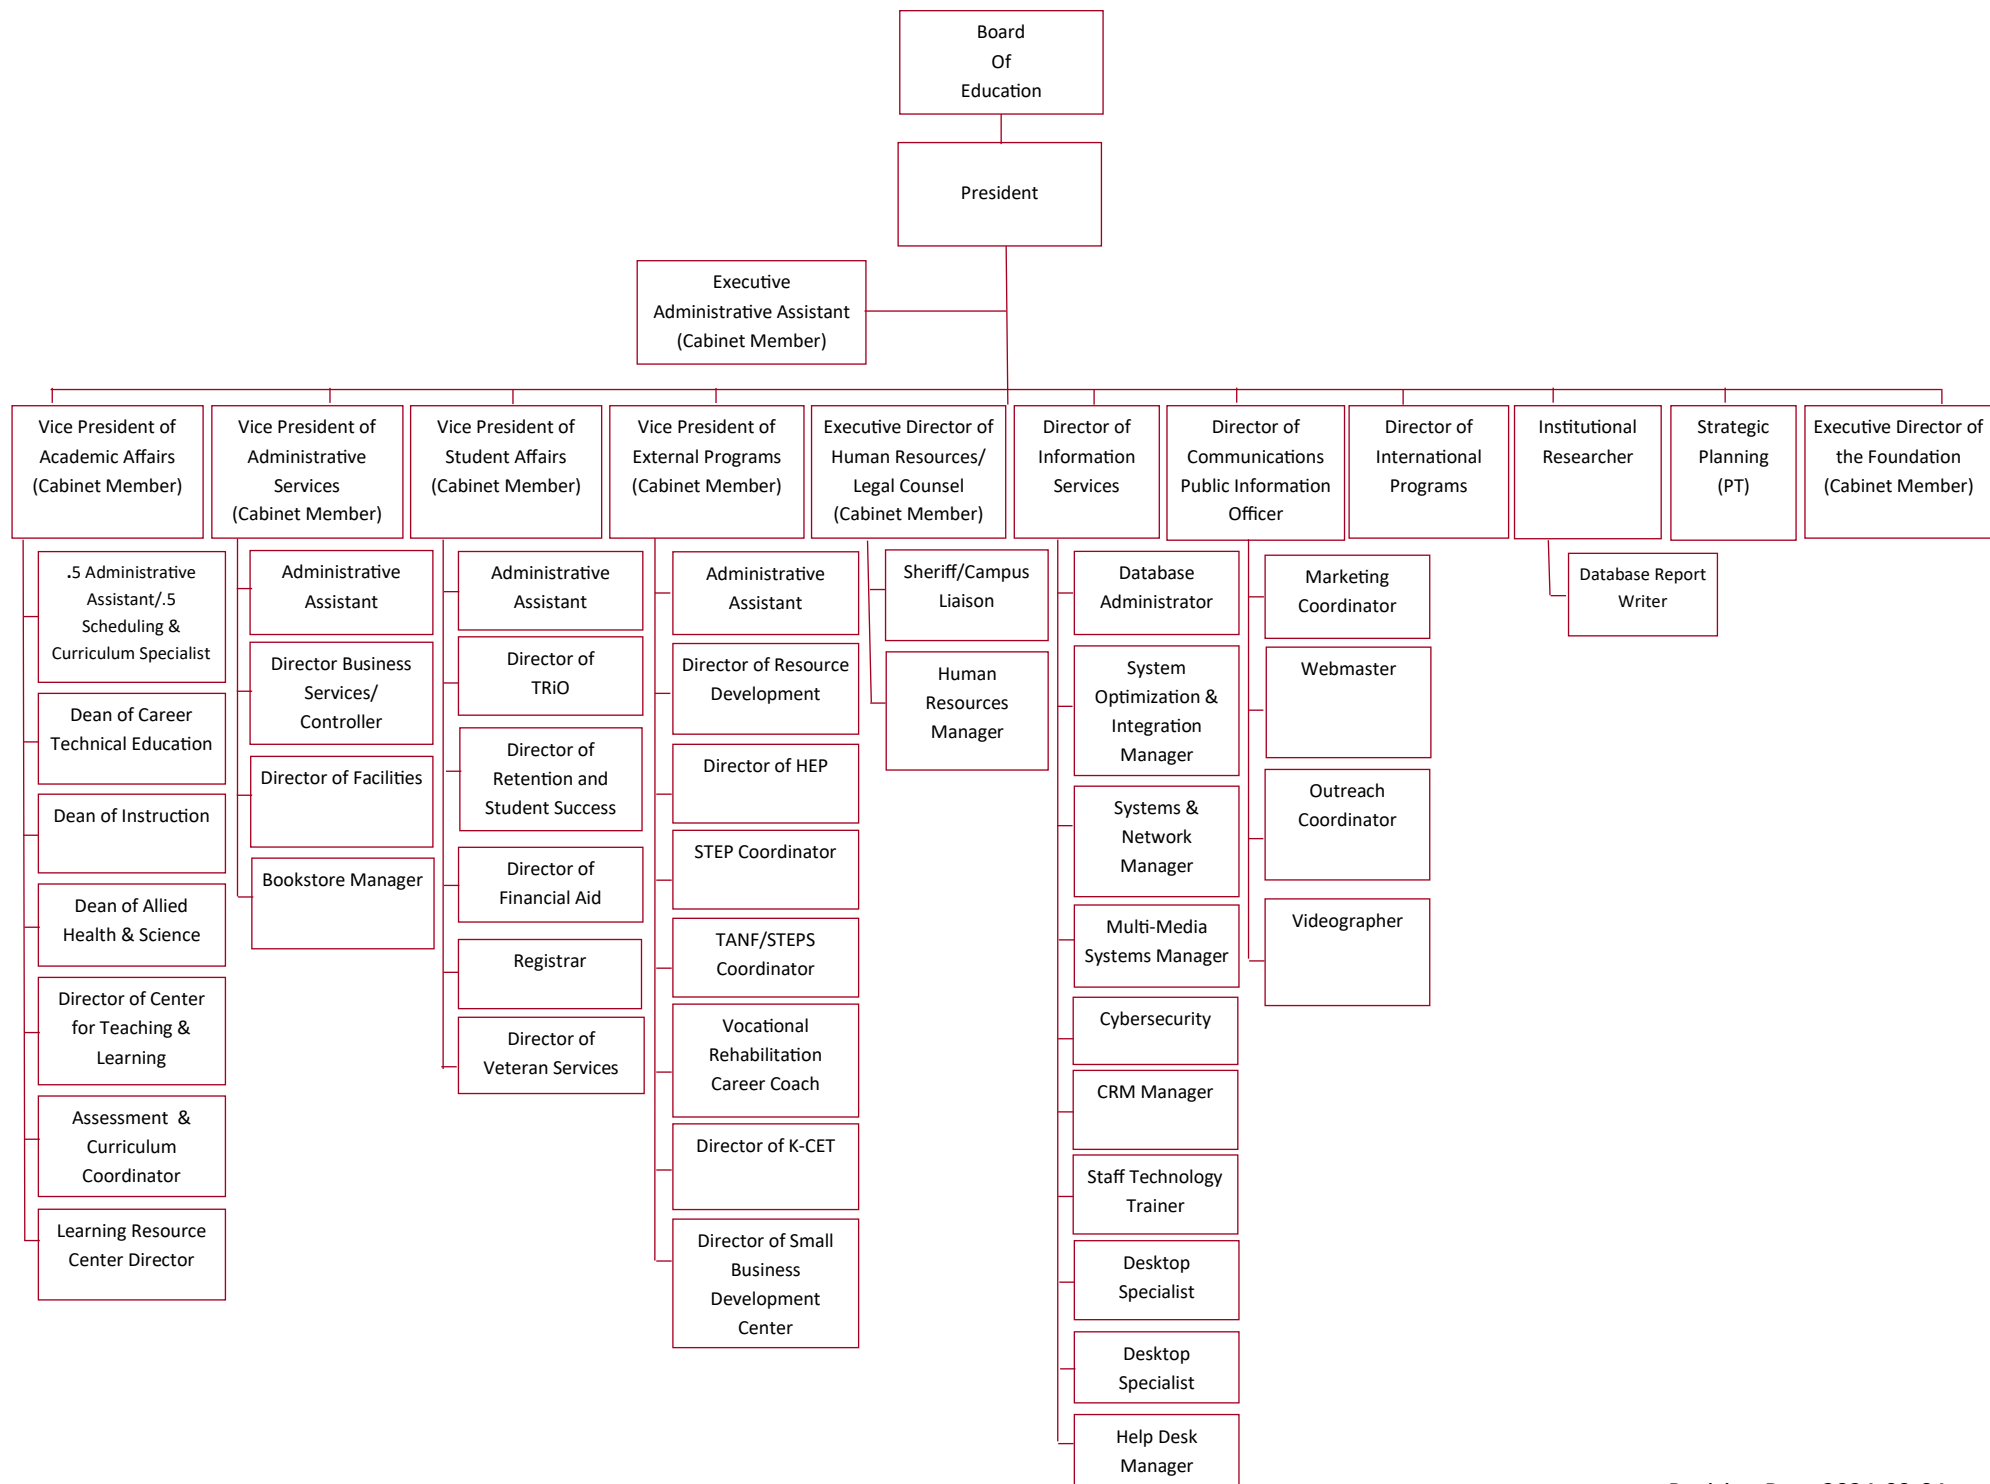 Board
Of
Education
President
Executive
Administrative Assistant
(Cabinet Member)
Vice President of
Academic Affairs
(Cabinet Member)
Vice President of
Administrative
Services
(Cabinet Member)
Vice President of
Student Affairs
(Cabinet Member)
Vice President of
External Programs
(Cabinet Member)
Executive Director of
Human Resources/
Legal Counsel
(Cabinet Member)
Director of
Information
Services
Director of
Communications
Public Information
Officer
Director of
International
Programs
Institutional
Researcher
Strategic
Planning
(PT)
Executive Director of
the Foundation
(Cabinet Member)
.5 Administrative
Assistant/.5
Scheduling &
Curriculum Specialist
Dean of Career
Technical Education
Dean of Instruction
Dean of Allied
Health & Science
Director of Center
for Teaching &
Learning
Assessment  &
Curriculum
Coordinator
Learning Resource
Center Director
Administrative
Assistant
Director Business
Services/
Controller
Director of Facilities
Bookstore Manager
Administrative
Assistant
Director of
TRiO
Director of
Retention and
Student Success
Director of
Financial Aid
Registrar
Director of
Veteran Services
Administrative
Assistant
Director of Resource
Development
Director of HEP
STEP Coordinator
TANF/STEPS
Coordinator
Vocational
Rehabilitation
Career Coach
Director of K-CET
Director of Small
Business
Development
Center
Sheriff/Campus
Liaison
Human
Resources
Manager
Database
Administrator
System
Optimization &
Integration
Manager
Systems &
Network
Manager
Multi-Media
Systems Manager
Cybersecurity
CRM Manager
Staff Technology
Trainer
Desktop
Specialist
Desktop
Specialist
Help Desk
Manager
Marketing
Coordinator
Webmaster
Outreach
Coordinator
Videographer
Database Report
Writer